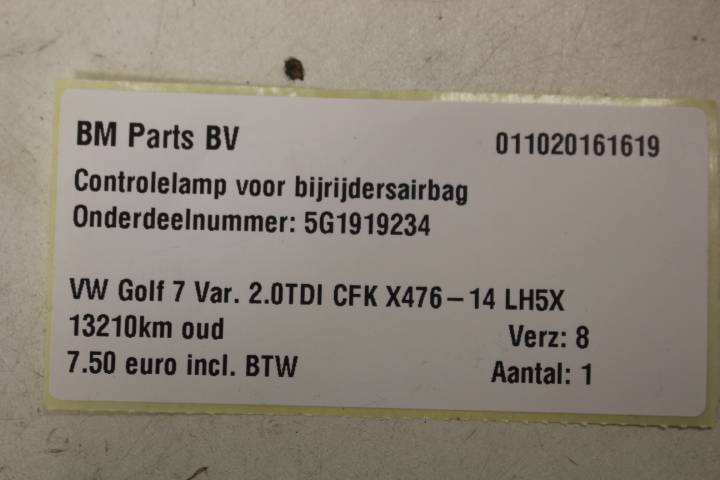 BM Parts BV 011020161619
Controlelamp voor bijrijdersairbag
Onderdeelnummer: 5G1919234
VW Golf 7 Var. 2.0TDI CFK X476-14 LH5X
13210km oud Verz: 8
7.50 euro incl. BTW Aantal: 1